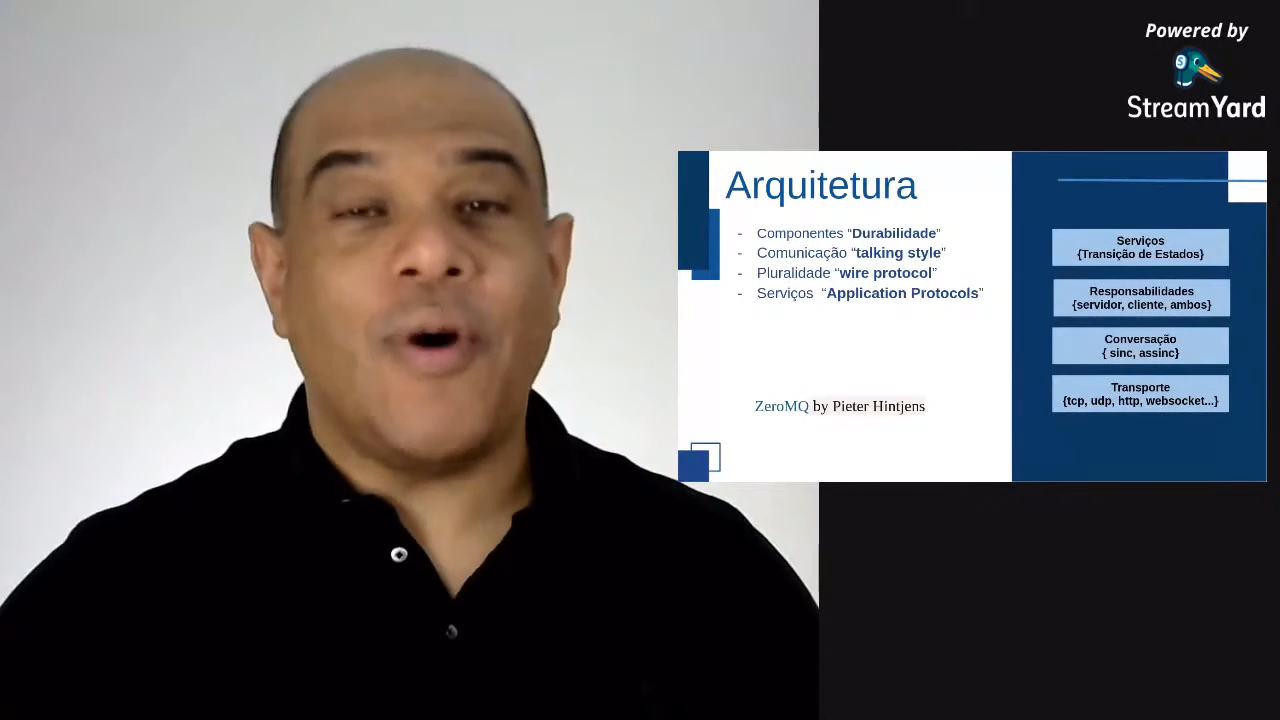 Powered by
StreamYard
Arquitetura
- Componentes “Durabilidade”
- Comunicação “talking style”
- Pluralidade “wire protocol”
- Serviços “Application Protocols”
ZeroMQ by Pieter Hintjens
Serviços
{Transição de Estados}
Responsabilidades
{servidor, cliente, ambos}
Conversação
{ sinc, assinc}
Transporte
{tcp, udp, http, websocket...}